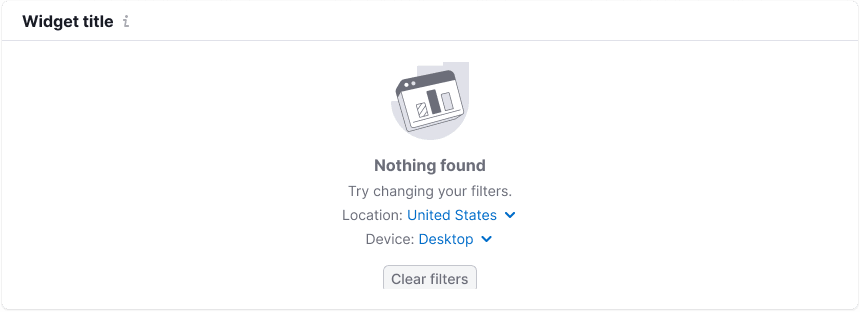 Widget title
Nothing found
Try changing your filters.
Location: United States
Device: Desktop
Clear filters